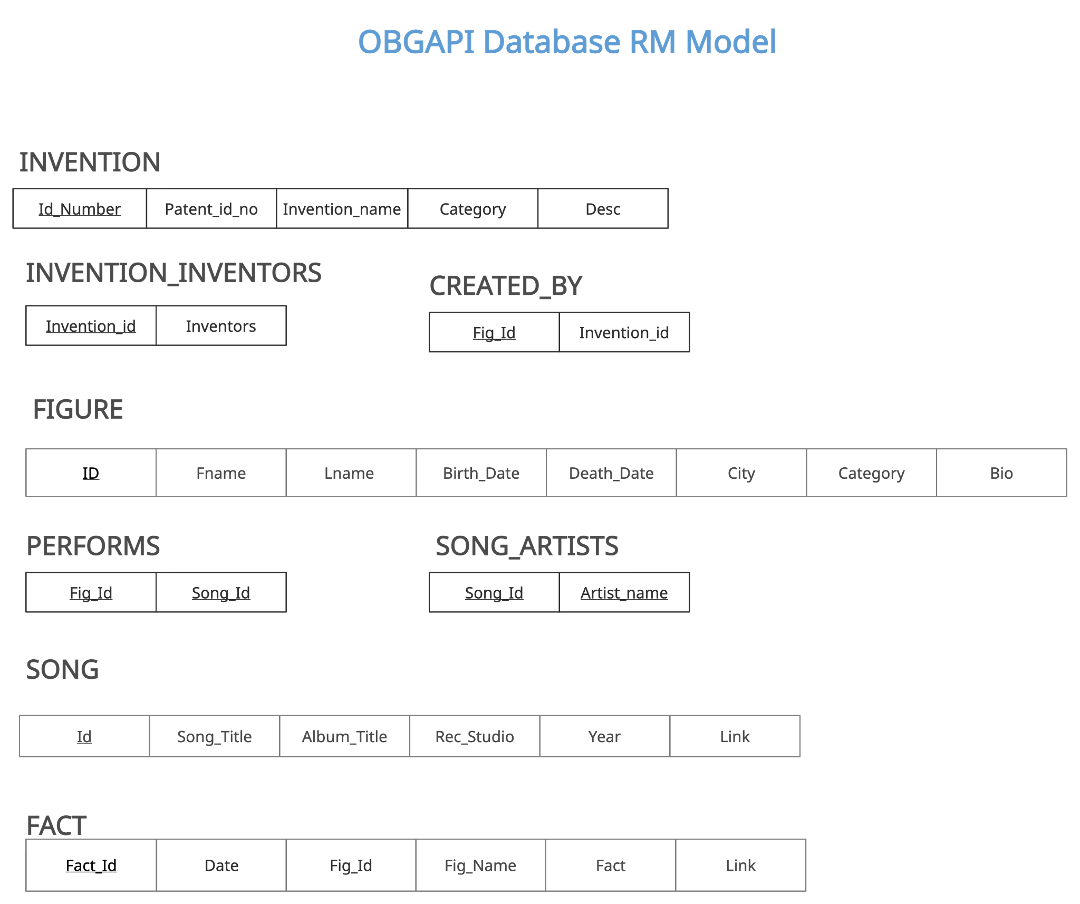 OBGAPI Database RM Model
INVENTION
Id_Number Patent_id_no Invention_name Category Desc
INVENTION_INVENTORS CREATED_BY
Invention_id Inventors Fig_Id Invention_id
FIGURE
ID Fname Lname Birth_Date Death_Date City Category Bio
PERFORMS SONG_ARTISTS
Fig_Id Song_Id Song_Id Artist_name
SONG
Id Song_Title Album_Title Rec_Studio Year Link
FACT
Fact_Id Date Fig_Id Fig_Name Fact Link